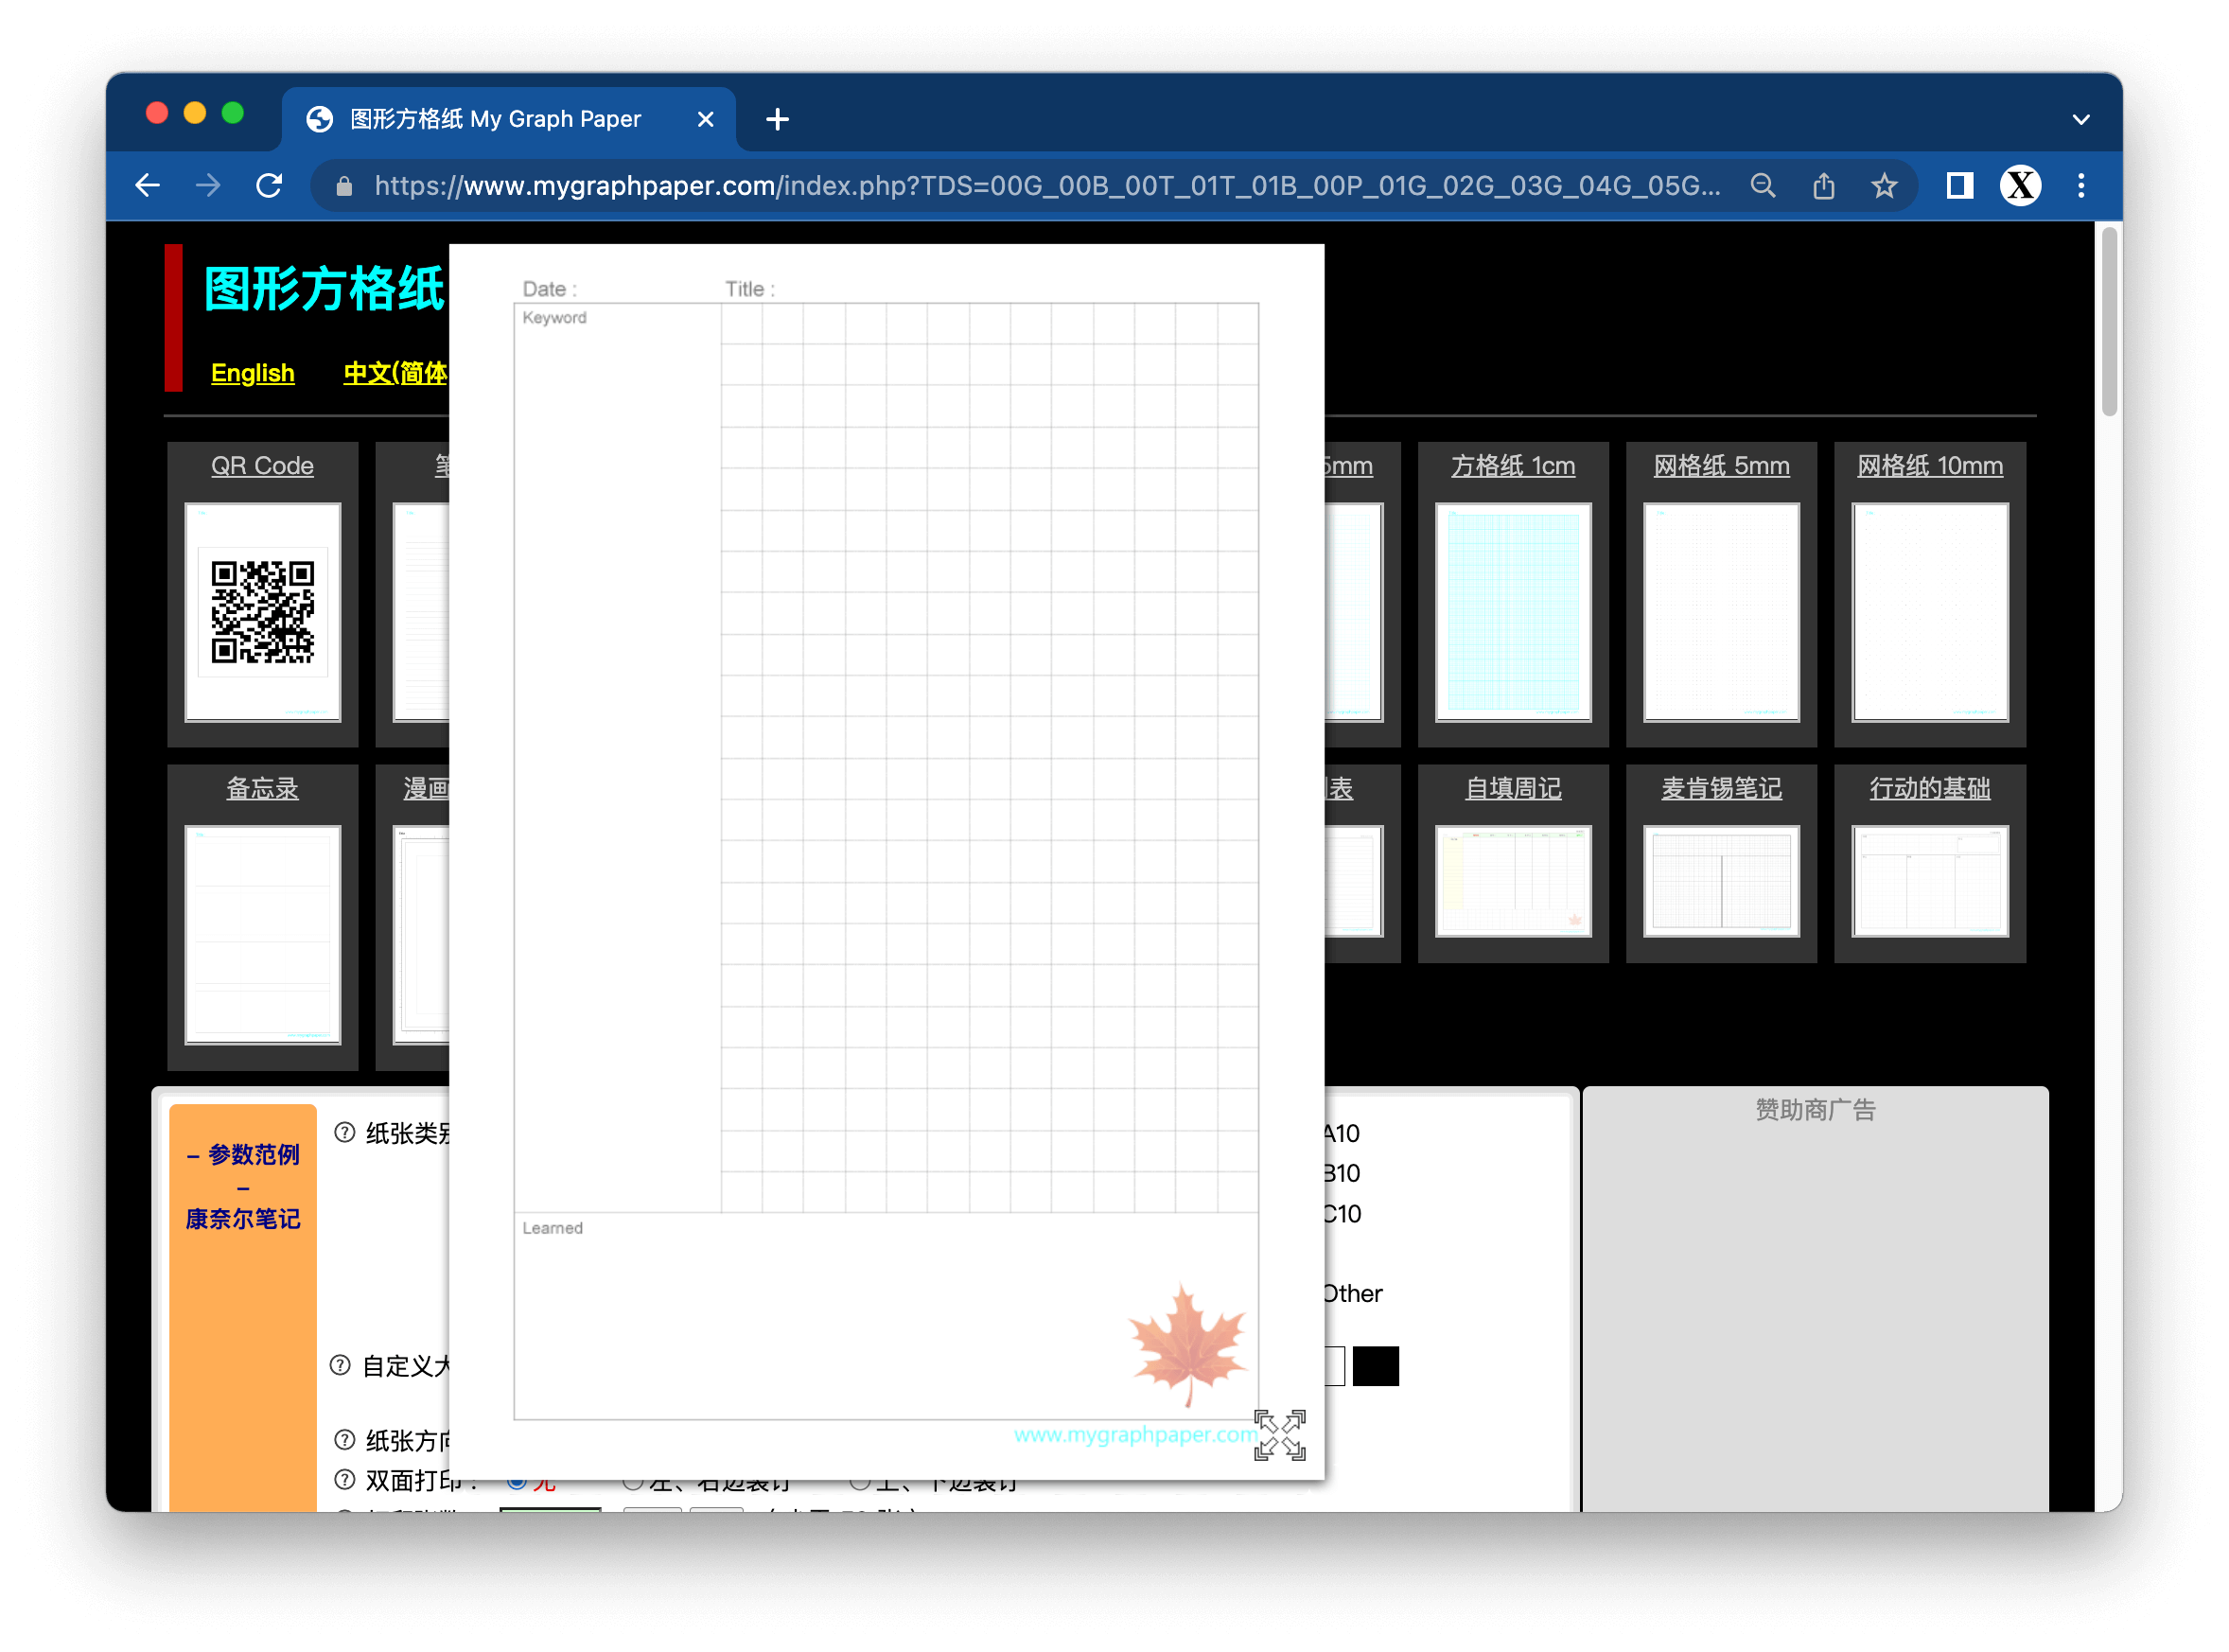 图形方格纸 My Graph Paper
https://www.mygraphpaper.com/index.php?TDS=00G_00B_00T_01T_01B_00P_01G_02G_03G_04G_05G...
图形方格纸
English 中文(简体
Date : Title :
Keyword
QR Code
5mm
方格纸 1cm
网格纸 5mm
网格纸 10mm
备忘录
漫画
表
自填周记
麦肯锡笔记
行动的基础
– 参数范例
–
康奈尔笔记
纸张类别
A10
B10
C10
Other
自定义大
纸张方向
双面打印 : 无 左、右边装订 上、下边装订
Learned
www.mygraphpaper.com
赞助商广告